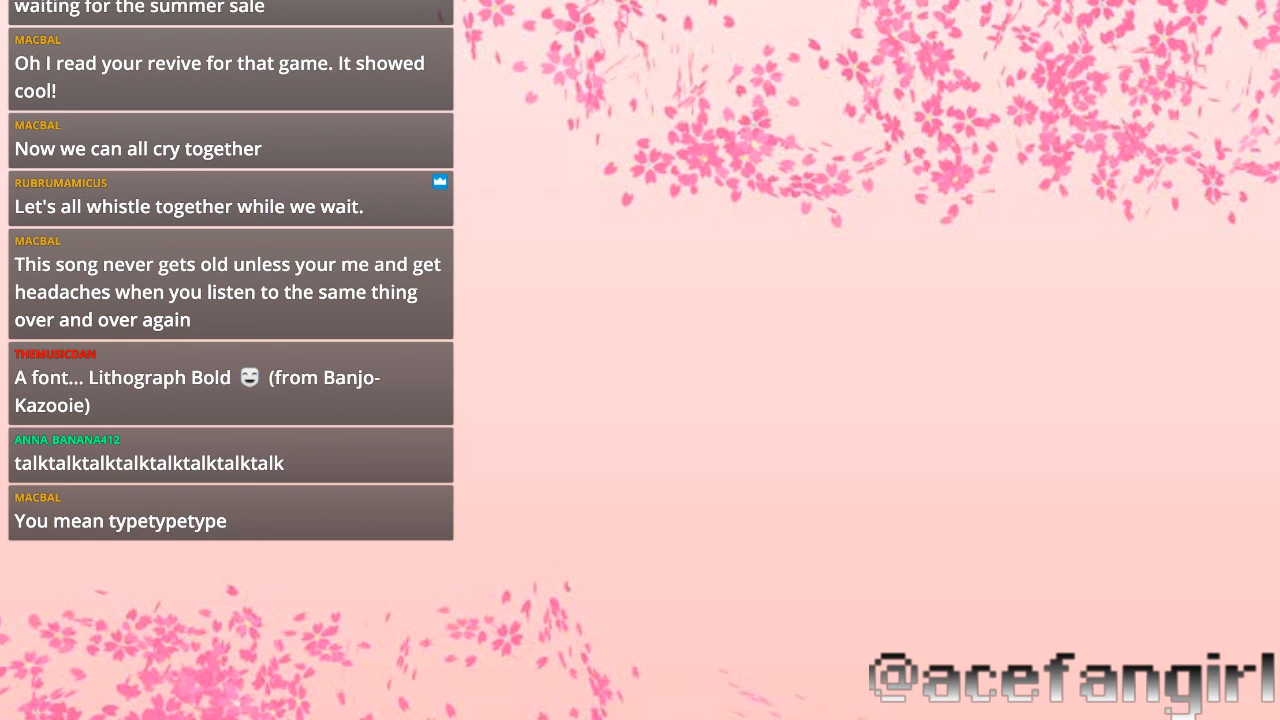 waiting for the summer sale
MACBAL
Oh I read your revive for that game. It showed
cool!
MACBAL
Now we can all cry together
RUBRUMAMICUS
Let's all whistle together while we wait.
MACBAL
This song never gets old unless your me and get
headaches when you listen to the same thing
over and over again
THEMUSICDAN
A font... Lithograph Bold (from Banjo-
Kazooie)
ANNA_BANANA412
talktalktalktalktalktalktalktalk
MACBAL
You mean typetypetype
@acefangirl